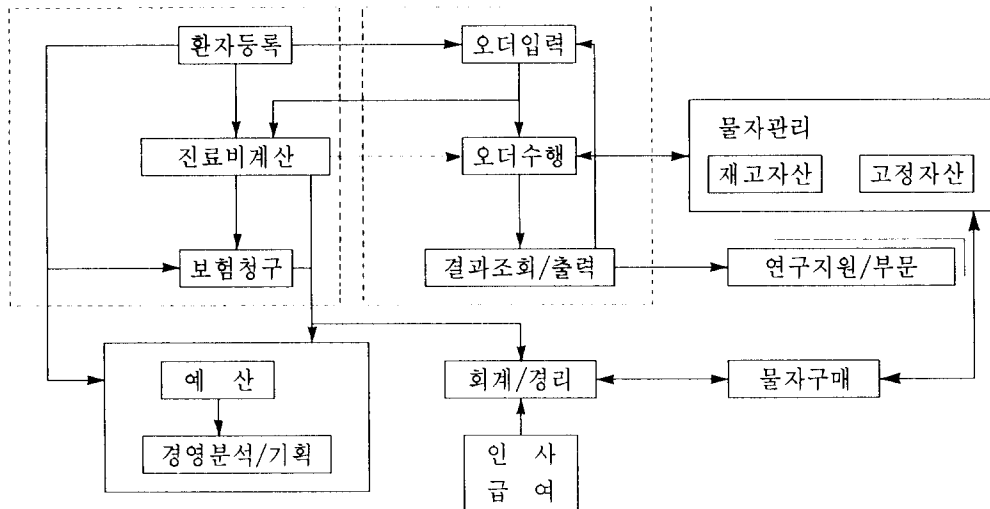 환자등록
오더입력
물자관리
진료비계산
오더수행
재고자산
고정자산
보험청구
결과조회/출력
연구지원/부문
예 산
회계/경리
물자구매
경영분석/기획
인 사
급 여